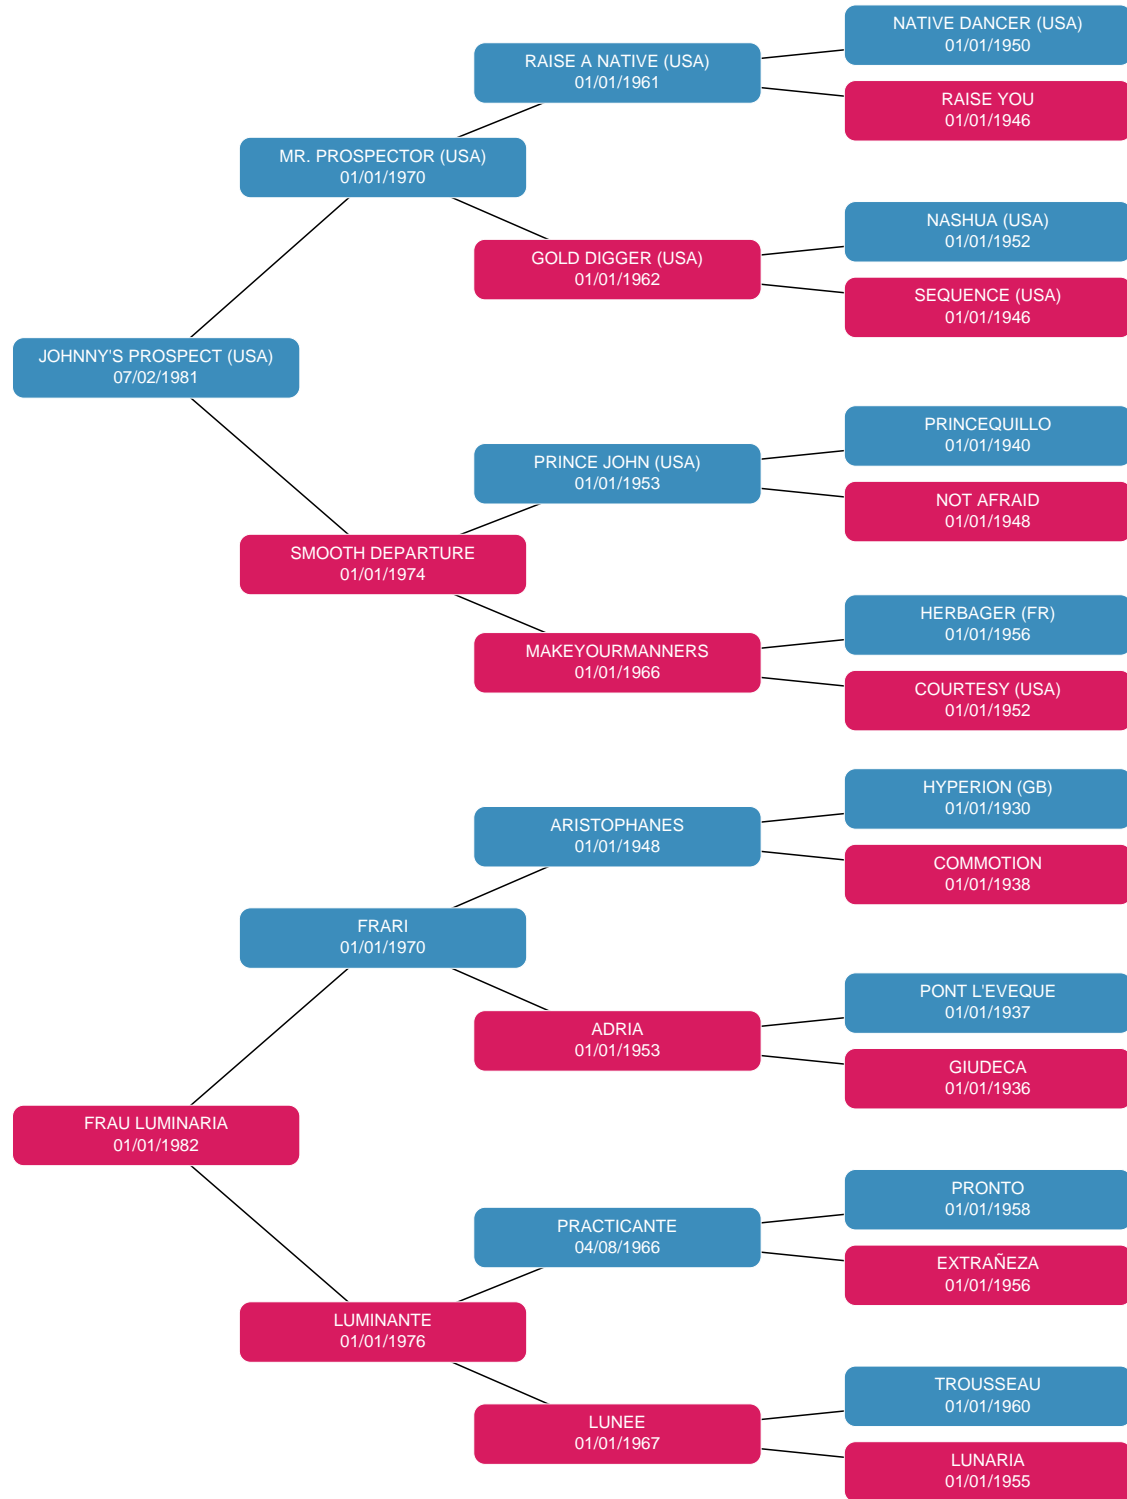 NATIVE DANCER (USA)
01/01/1950
RAISE A NATIVE (USA)
01/01/1961
RAISE YOU
01/01/1946
MR. PROSPECTOR (USA)
01/01/1970
NASHUA (USA)
01/01/1952
GOLD DIGGER (USA)
01/01/1962
SEQUENCE (USA)
01/01/1946
JOHNNY'S PROSPECT (USA)
07/02/1981
PRINCEQUILLO
01/01/1940
PRINCE JOHN (USA)
01/01/1953
NOT AFRAID
01/01/1948
SMOOTH DEPARTURE
01/01/1974
HERBAGER (FR)
01/01/1956
MAKEYOURMANNERS
01/01/1966
COURTESY (USA)
01/01/1952
HYPERION (GB)
01/01/1930
ARISTOPHANES
01/01/1948
COMMOTION
01/01/1938
FRARI
01/01/1970
PONT L'EVEQUE
01/01/1937
ADRIA
01/01/1953
GIUDECA
01/01/1936
FRAU LUMINARIA
01/01/1982
PRONTO
01/01/1958
PRACTICANTE
04/08/1966
EXTRAÑEZA
01/01/1956
LUMINANTE
01/01/1976
TROUSSEAU
01/01/1960
LUNEE
01/01/1967
LUNARIA
01/01/1955